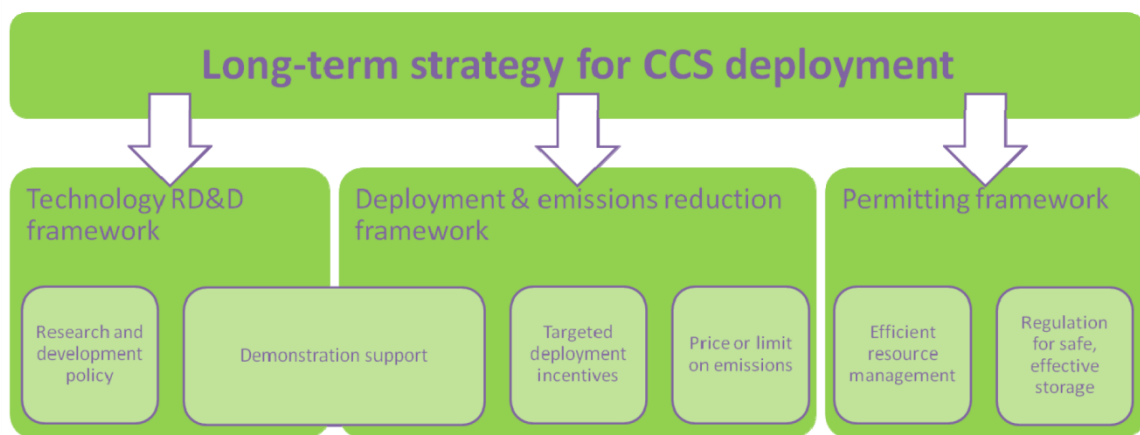 Long-term strategy for CCS deployment
Technology RD&D
framework
Deployment & emissions reduction
framework
Permitting framework
Research and
development
policy
Demonstration support
Targeted
deployment
incentives
Price or limit
on emissions
Efficient
resource
management
Regulation
for safe,
effective
storage